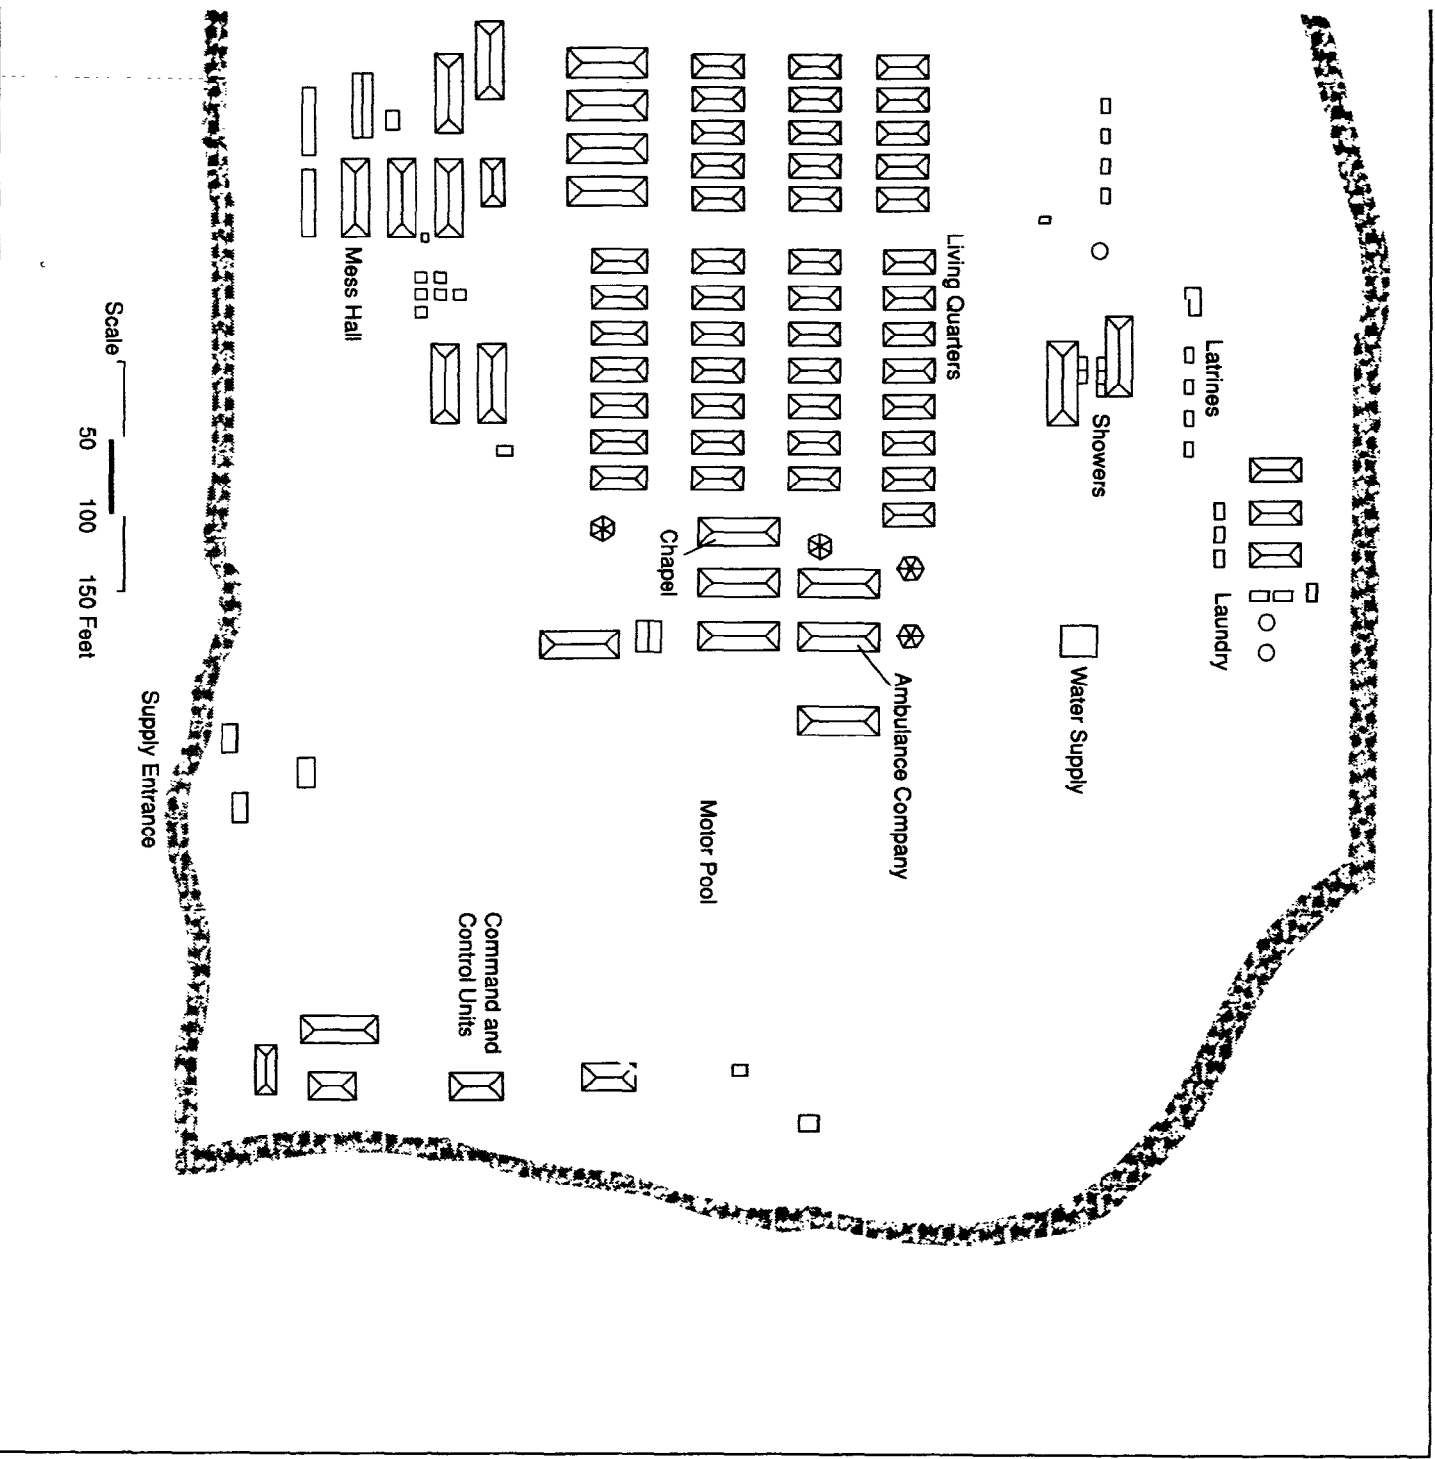 Latrines
Laundry
Showers
Water Supply
Living Quarters
Ambulance Company
Motor Pool
Chapel
Command and
Control Units
Mess Hall
Supply Entrance
Scale
50 100 150 Feet